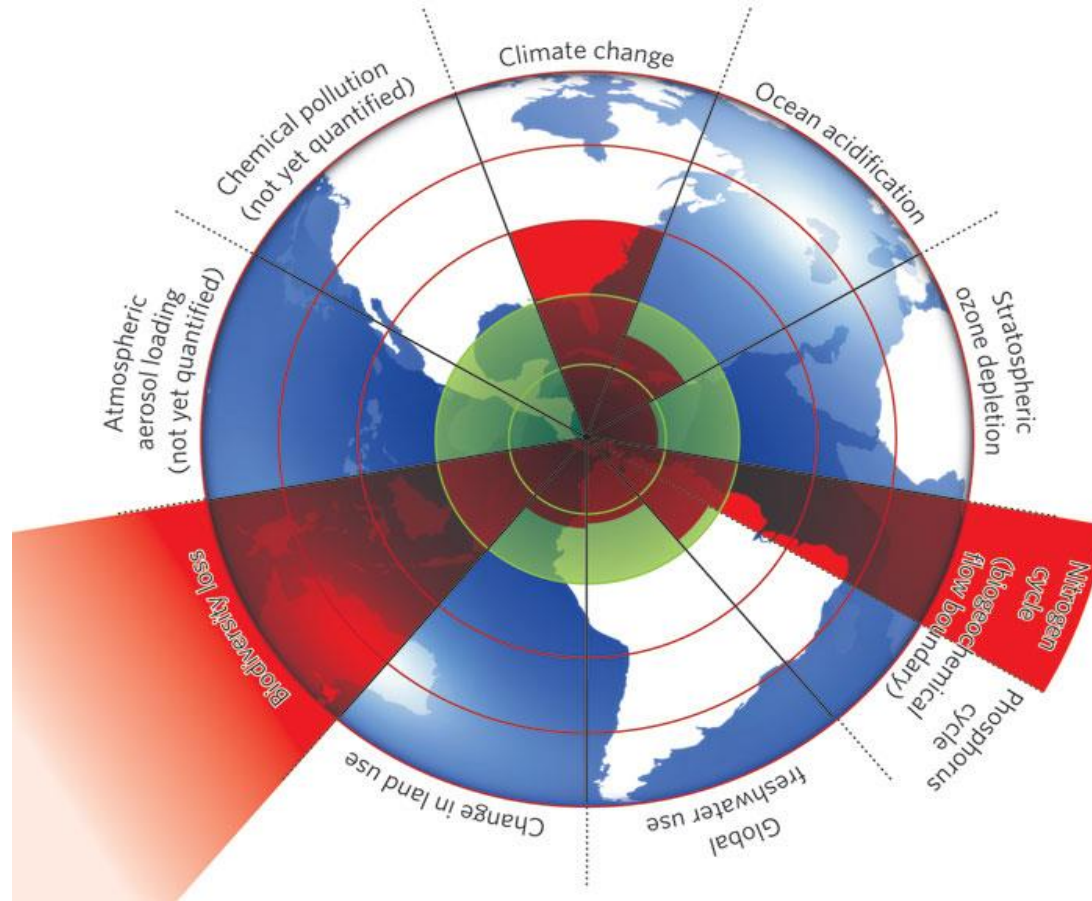 Climate change
Ocean acidification
Stratospheric
ozone depletion
Nitrogen
cycle
(biogeochemical
flow boundary)
Phosphorus
cycle
Global
freshwater use
Change in land use
Biodiversity loss
Atmospheric
aerosol loading
(not yet quantified)
Chemical pollution
(not yet quantified)